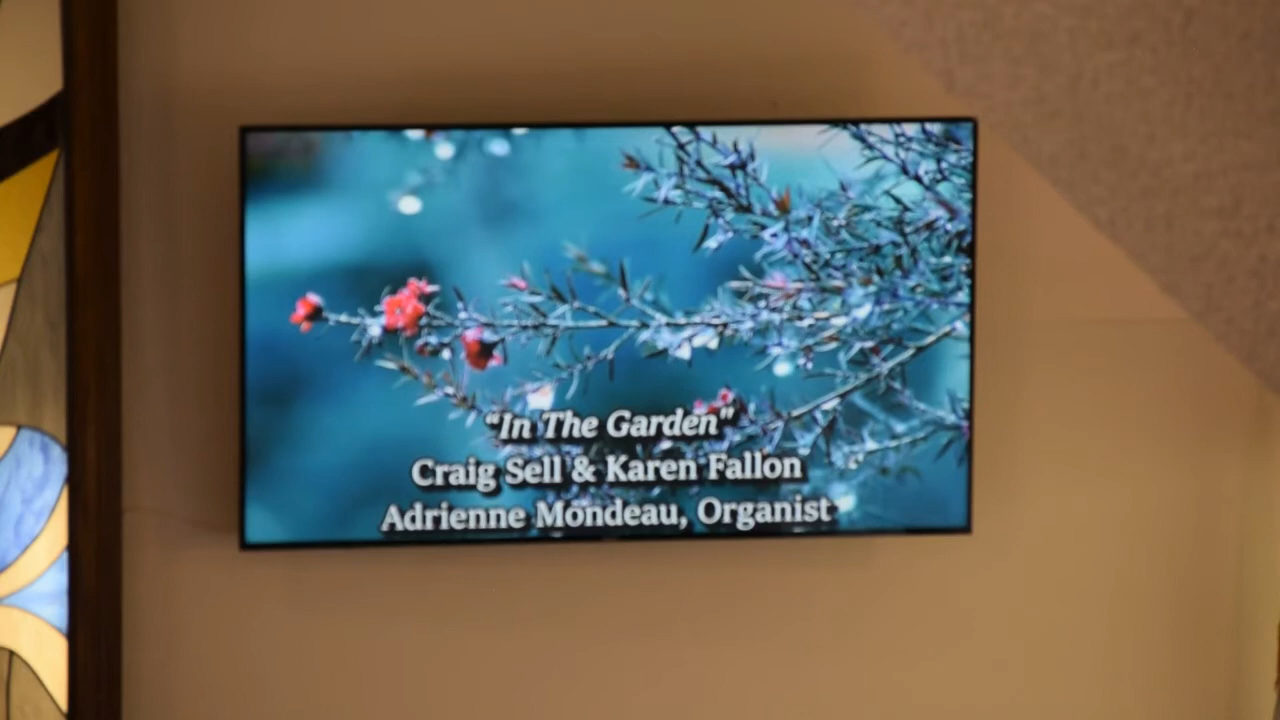 “In The Garden”
Craig Sell & Karen Fallon
Adrienne Mondeau, Organist